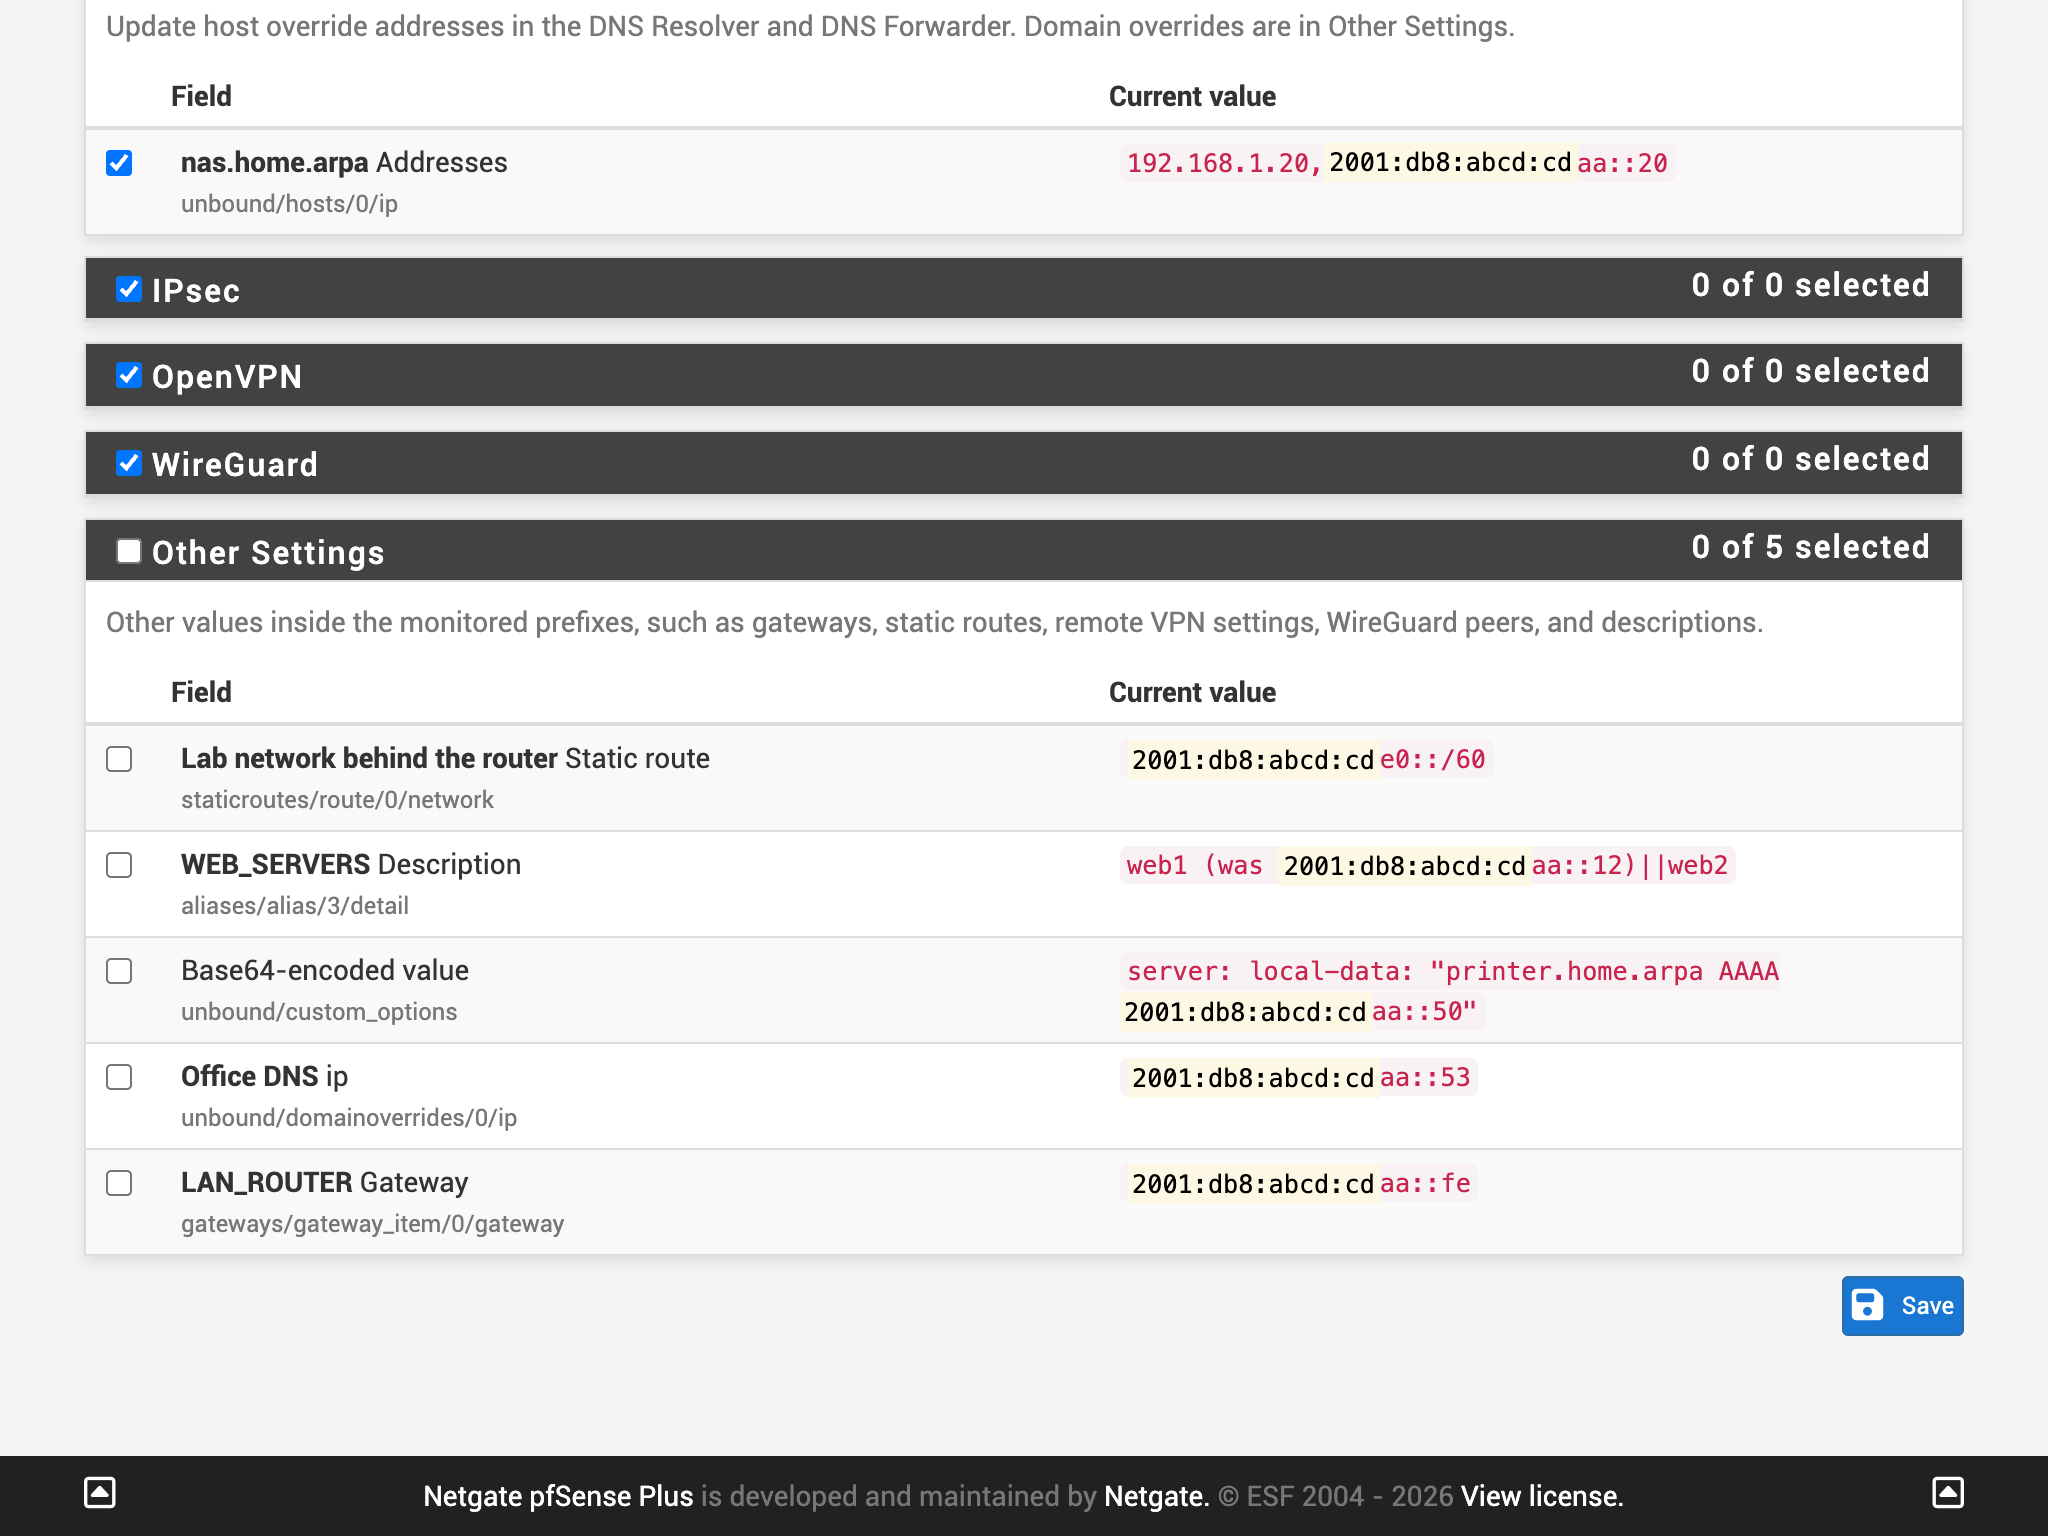 Update host override addresses in the DNS Resolver and DNS Forwarder. Domain overrides are in Other Settings.
Field Current value
nas.home.arpa Addresses 192.168.1.20,2001:db8:abcd:cdaa::20
unbound/hosts/0/ip
IPsec 0 of 0 selected
OpenVPN 0 of 0 selected
WireGuard 0 of 0 selected
Other Settings 0 of 5 selected
Other values inside the monitored prefixes, such as gateways, static routes, remote VPN settings, WireGuard peers, and descriptions.
Field Current value
Lab network behind the router Static route 2001:db8:abcd:cde0::/60
staticroutes/route/0/network
WEB_SERVERS Description web1 (was 2001:db8:abcd:cdaa::12)||web2
aliases/alias/3/detail
Base64-encoded value server: local-data: "printer.home.arpa AAAA
unbound/custom_options 2001:db8:abcd:cdaa::50"
Office DNS ip 2001:db8:abcd:cdaa::53
unbound/domainoverrides/0/ip
LAN_ROUTER Gateway 2001:db8:abcd:cdaa::fe
gateways/gateway_item/0/gateway
Save
Netgate pfSense Plus is developed and maintained by Netgate. © ESF 2004 - 2026 View license.